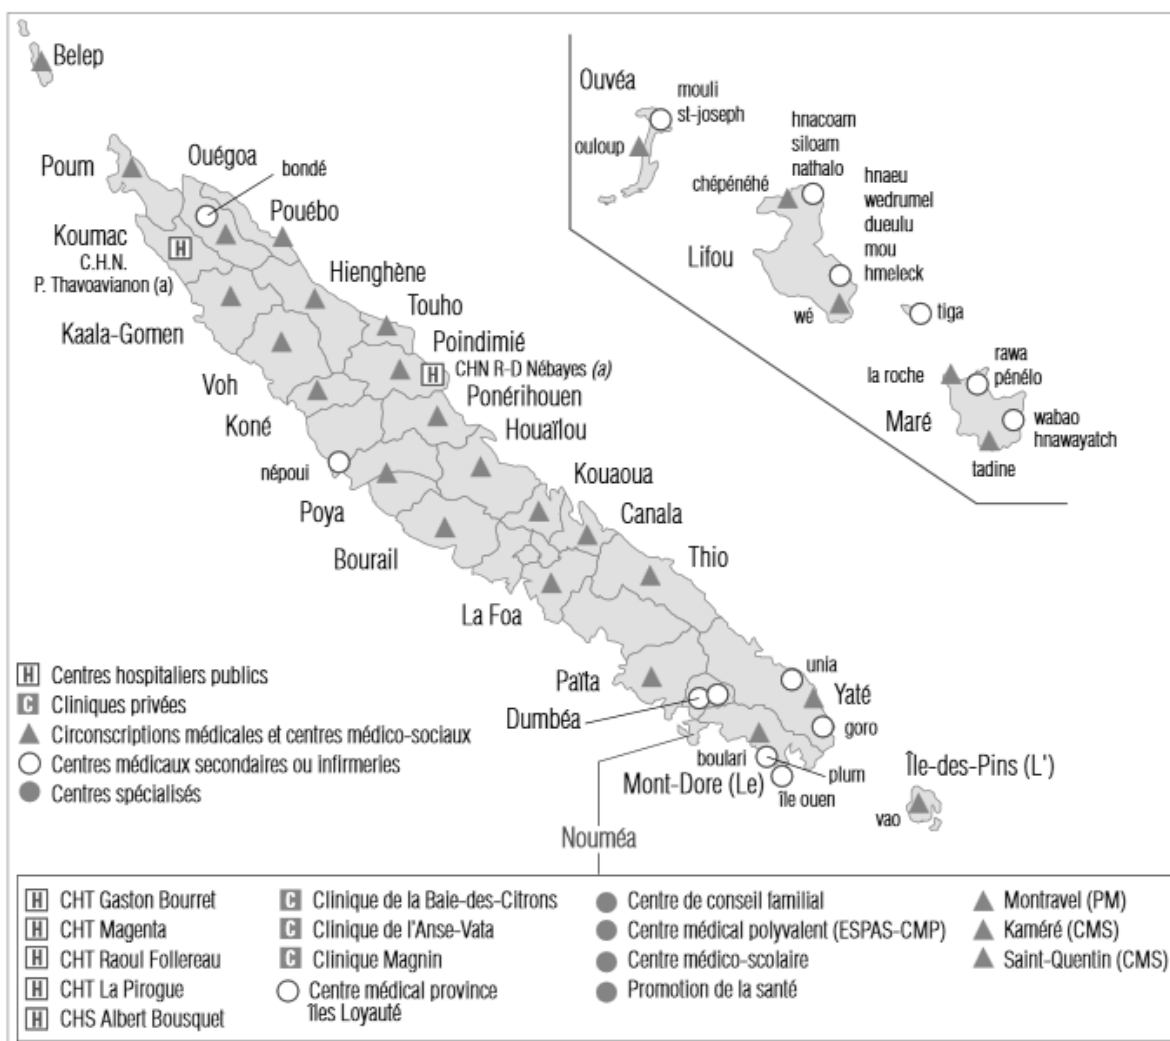 Belep
Ouvéa
mouli
st-joseph
ouloup
hnacoam
siloam
nathalo
chépénéhé
hnaeu
wedrumel
dueulu
mou
hmeleck
Lifou
wé
tiga
la roche
rawa
pénélo
Maré
wabao
hnawayatch
tadine
Poum
Ouégoa
bondé
Pouébo
Koumac
C.H.N.
P. Thavoavianon (a)
Hienghène
Touho
Kaala-Gomen
Poindimié
CHN R-D Nébayes (a)
Voh
Ponérihouen
Koné
Houaïlou
népoui
Kouaoua
Poya
Canala
Bourail
Thio
La Foa
H Centres hospitaliers publics
C Cliniques privées
Circonscriptions médicales et centres médico-sociaux
Centres médicaux secondaires ou infirmeries
Centres spécialisés
Païta
unia
Yaté
Dumbéa
goro
boulari
plum
Mont-Dore (Le)
île ouen
Île-des-Pins (L')
vao
Nouméa
H CHT Gaston Bourret
H CHT Magenta
H CHT Raoul Follereau
H CHT La Pirogue
H CHS Albert Bousquet
C Clinique de la Baie-des-Citrons
C Clinique de l'Anse-Vata
C Clinique Magnin
Centre médical province
îles Loyauté
Centre de conseil familial
Centre médical polyvalent (ESPAS-CMP)
Centre médico-scolaire
Promotion de la santé
Montravel (PM)
Kaméré (CMS)
Saint-Quentin (CMS)
H
H